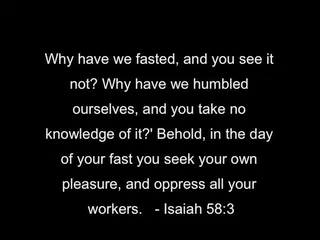 Why have we fasted, and you see it
not? Why have we humbled
ourselves, and you take no
knowledge of it?' Behold, in the day
of your fast you seek your own
pleasure, and oppress all your
workers.   - Isaiah 58:3